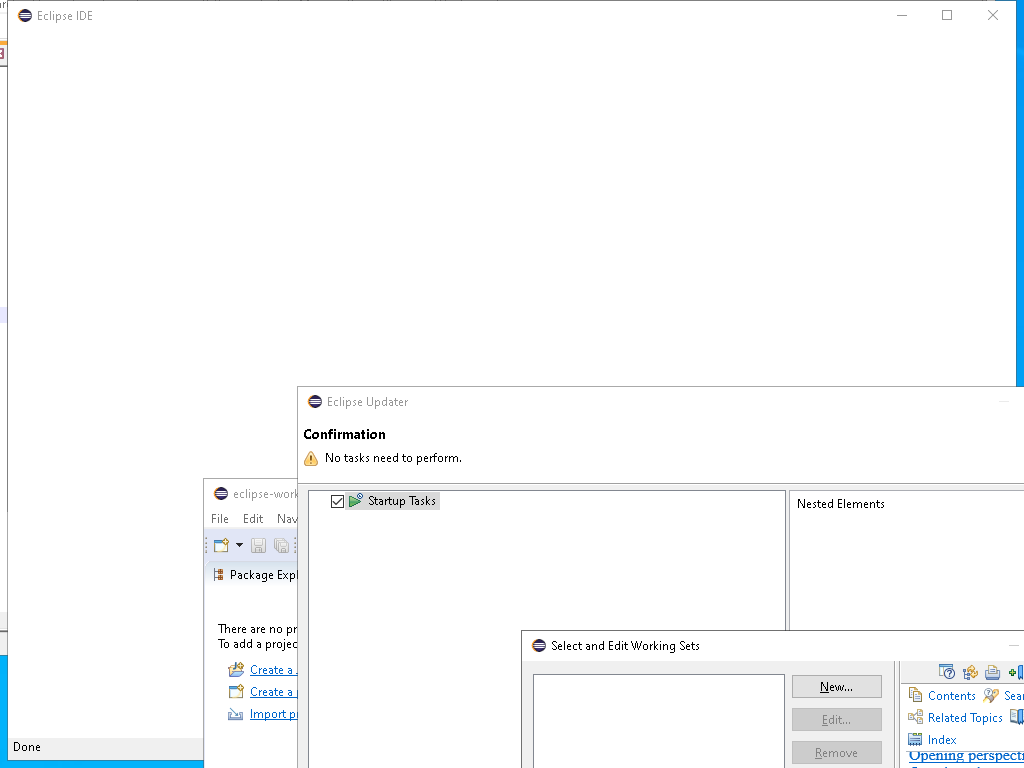 Eclipse IDE
Eclipse Updater
Confirmation
No tasks need to perform.
eclipse-work
Startup Tasks
Nested Elements
File Edit Nav
Package Expl
There are no pr
To add a projec
Select and Edit Working Sets
Create a
New...
Create a
Contents Sear
Import pr
Edit...
Related Topics
Index
Done
Remove
Opening perspecti